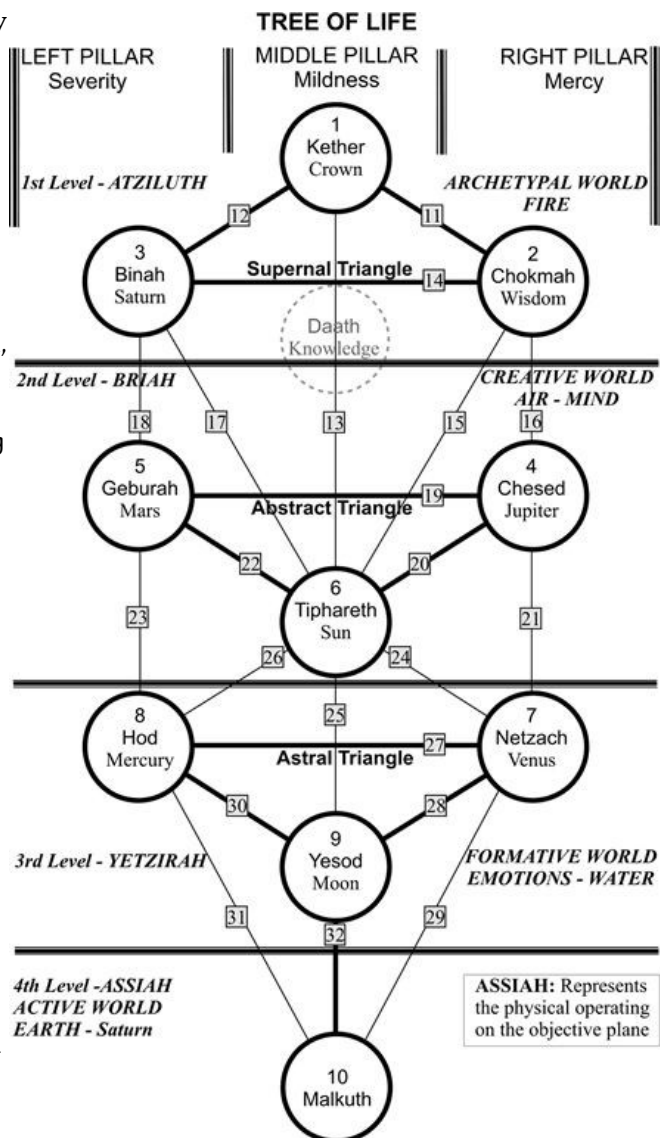 y
TREE OF LIFE
LEFT PILLAR
Severity
MIDDLE PILLAR
Mildness
RIGHT PILLAR
Mercy
1
Kether
Crown
1st Level - ATZILUTH
ARCHETYPAL WORLD
FIRE
12
11
3
Binah
Saturn
2
Chokmah
Wisdom
Supernal Triangle
14
Daath
Knowledge
,
2nd Level - BRIAH
CREATIVE WORLD
AIR - MIND
18
17
13
15
16
g
5
Geburah
Mars
4
Chesed
Jupiter
19
Abstract Triangle
22
20
6
Tiphareth
Sun
23
21
26
24
25
8
Hod
Mercury
7
Netzach
Venus
27
Astral Triangle
30
28
9
Yesod
Moon
3rd Level - YETZIRAH
FORMATIVE WORLD
EMOTIONS - WATER
31
29
32
4th Level -ASSIAH
ACTIVE WORLD
EARTH - Saturn
ASSIAH: Represents
the physical operating
on the objective plane
10
Malkuth